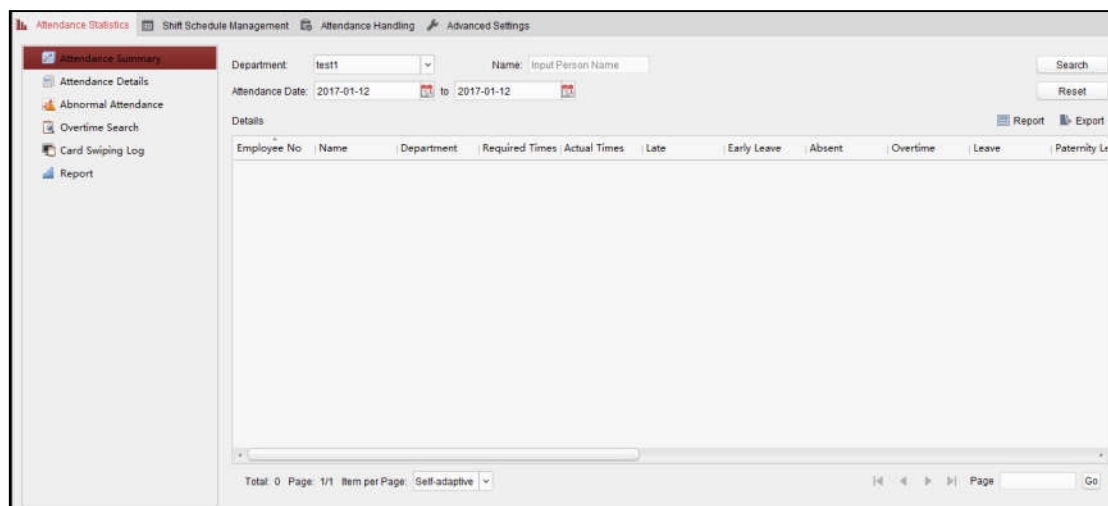 Attendance Statistics Shift Schedule Management Attendance Handling Advanced Settings
Attendance Summary
Attendance Details
Abnormal Attendance
Overtime Search
Card Swiping Log
Report
Department: test1 Name: Input Person Name Search
Attendance Date: 2017-01-12 to 2017-01-12 Reset
Details Report Export
Employee No Name Department Required Times Actual Times Late Early Leave Absent Overtime Leave Paternity Le
Total: 0 Page: 1/1 Item per Page: Self-adaptive Page Go